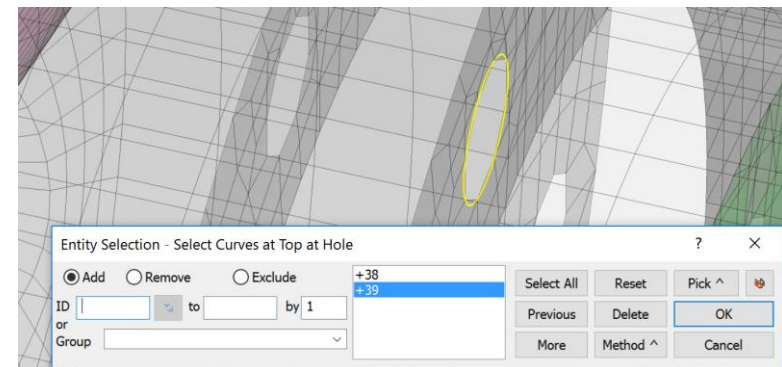 Entity Selection - Select Curves at Top at Hole ? ✕
Add Remove Exclude
+38
+39
Select All Reset Pick ^
ID to by 1
Previous Delete OK
or
Group
More Method ^ Cancel